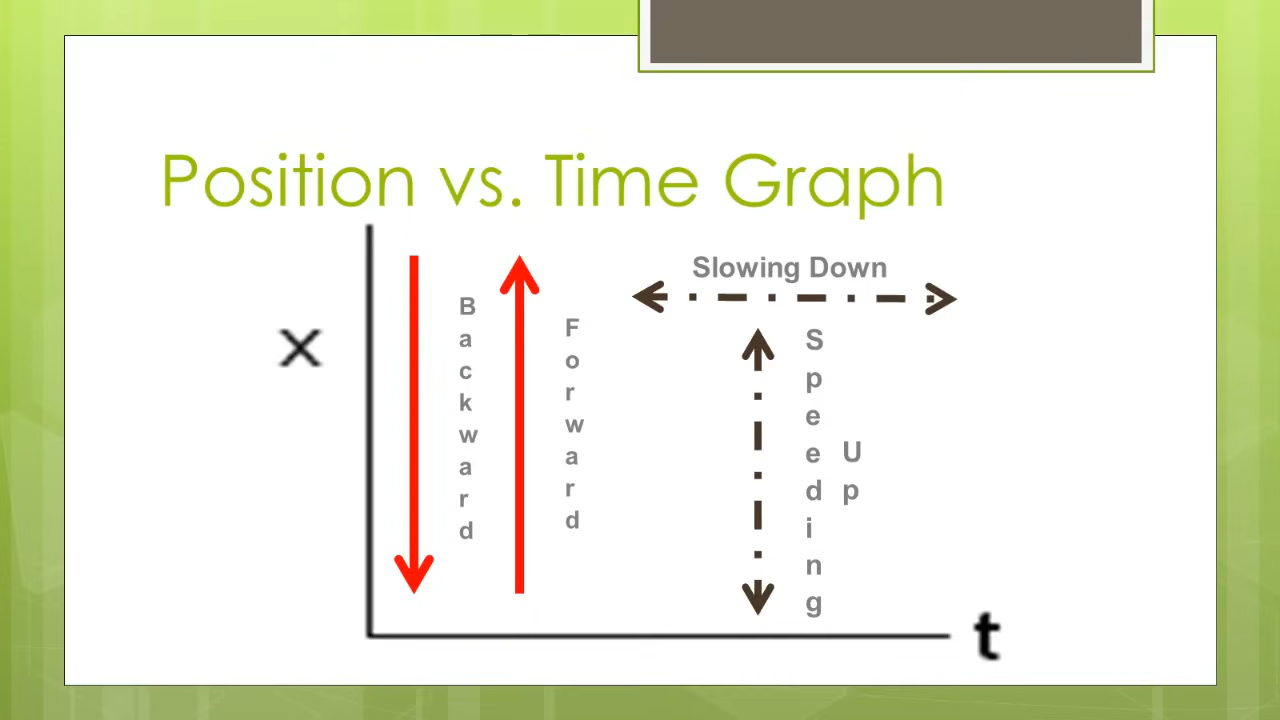 Position vs. Time Graph
x
Backward
Forward
Slowing Down
Speeding
Up
t